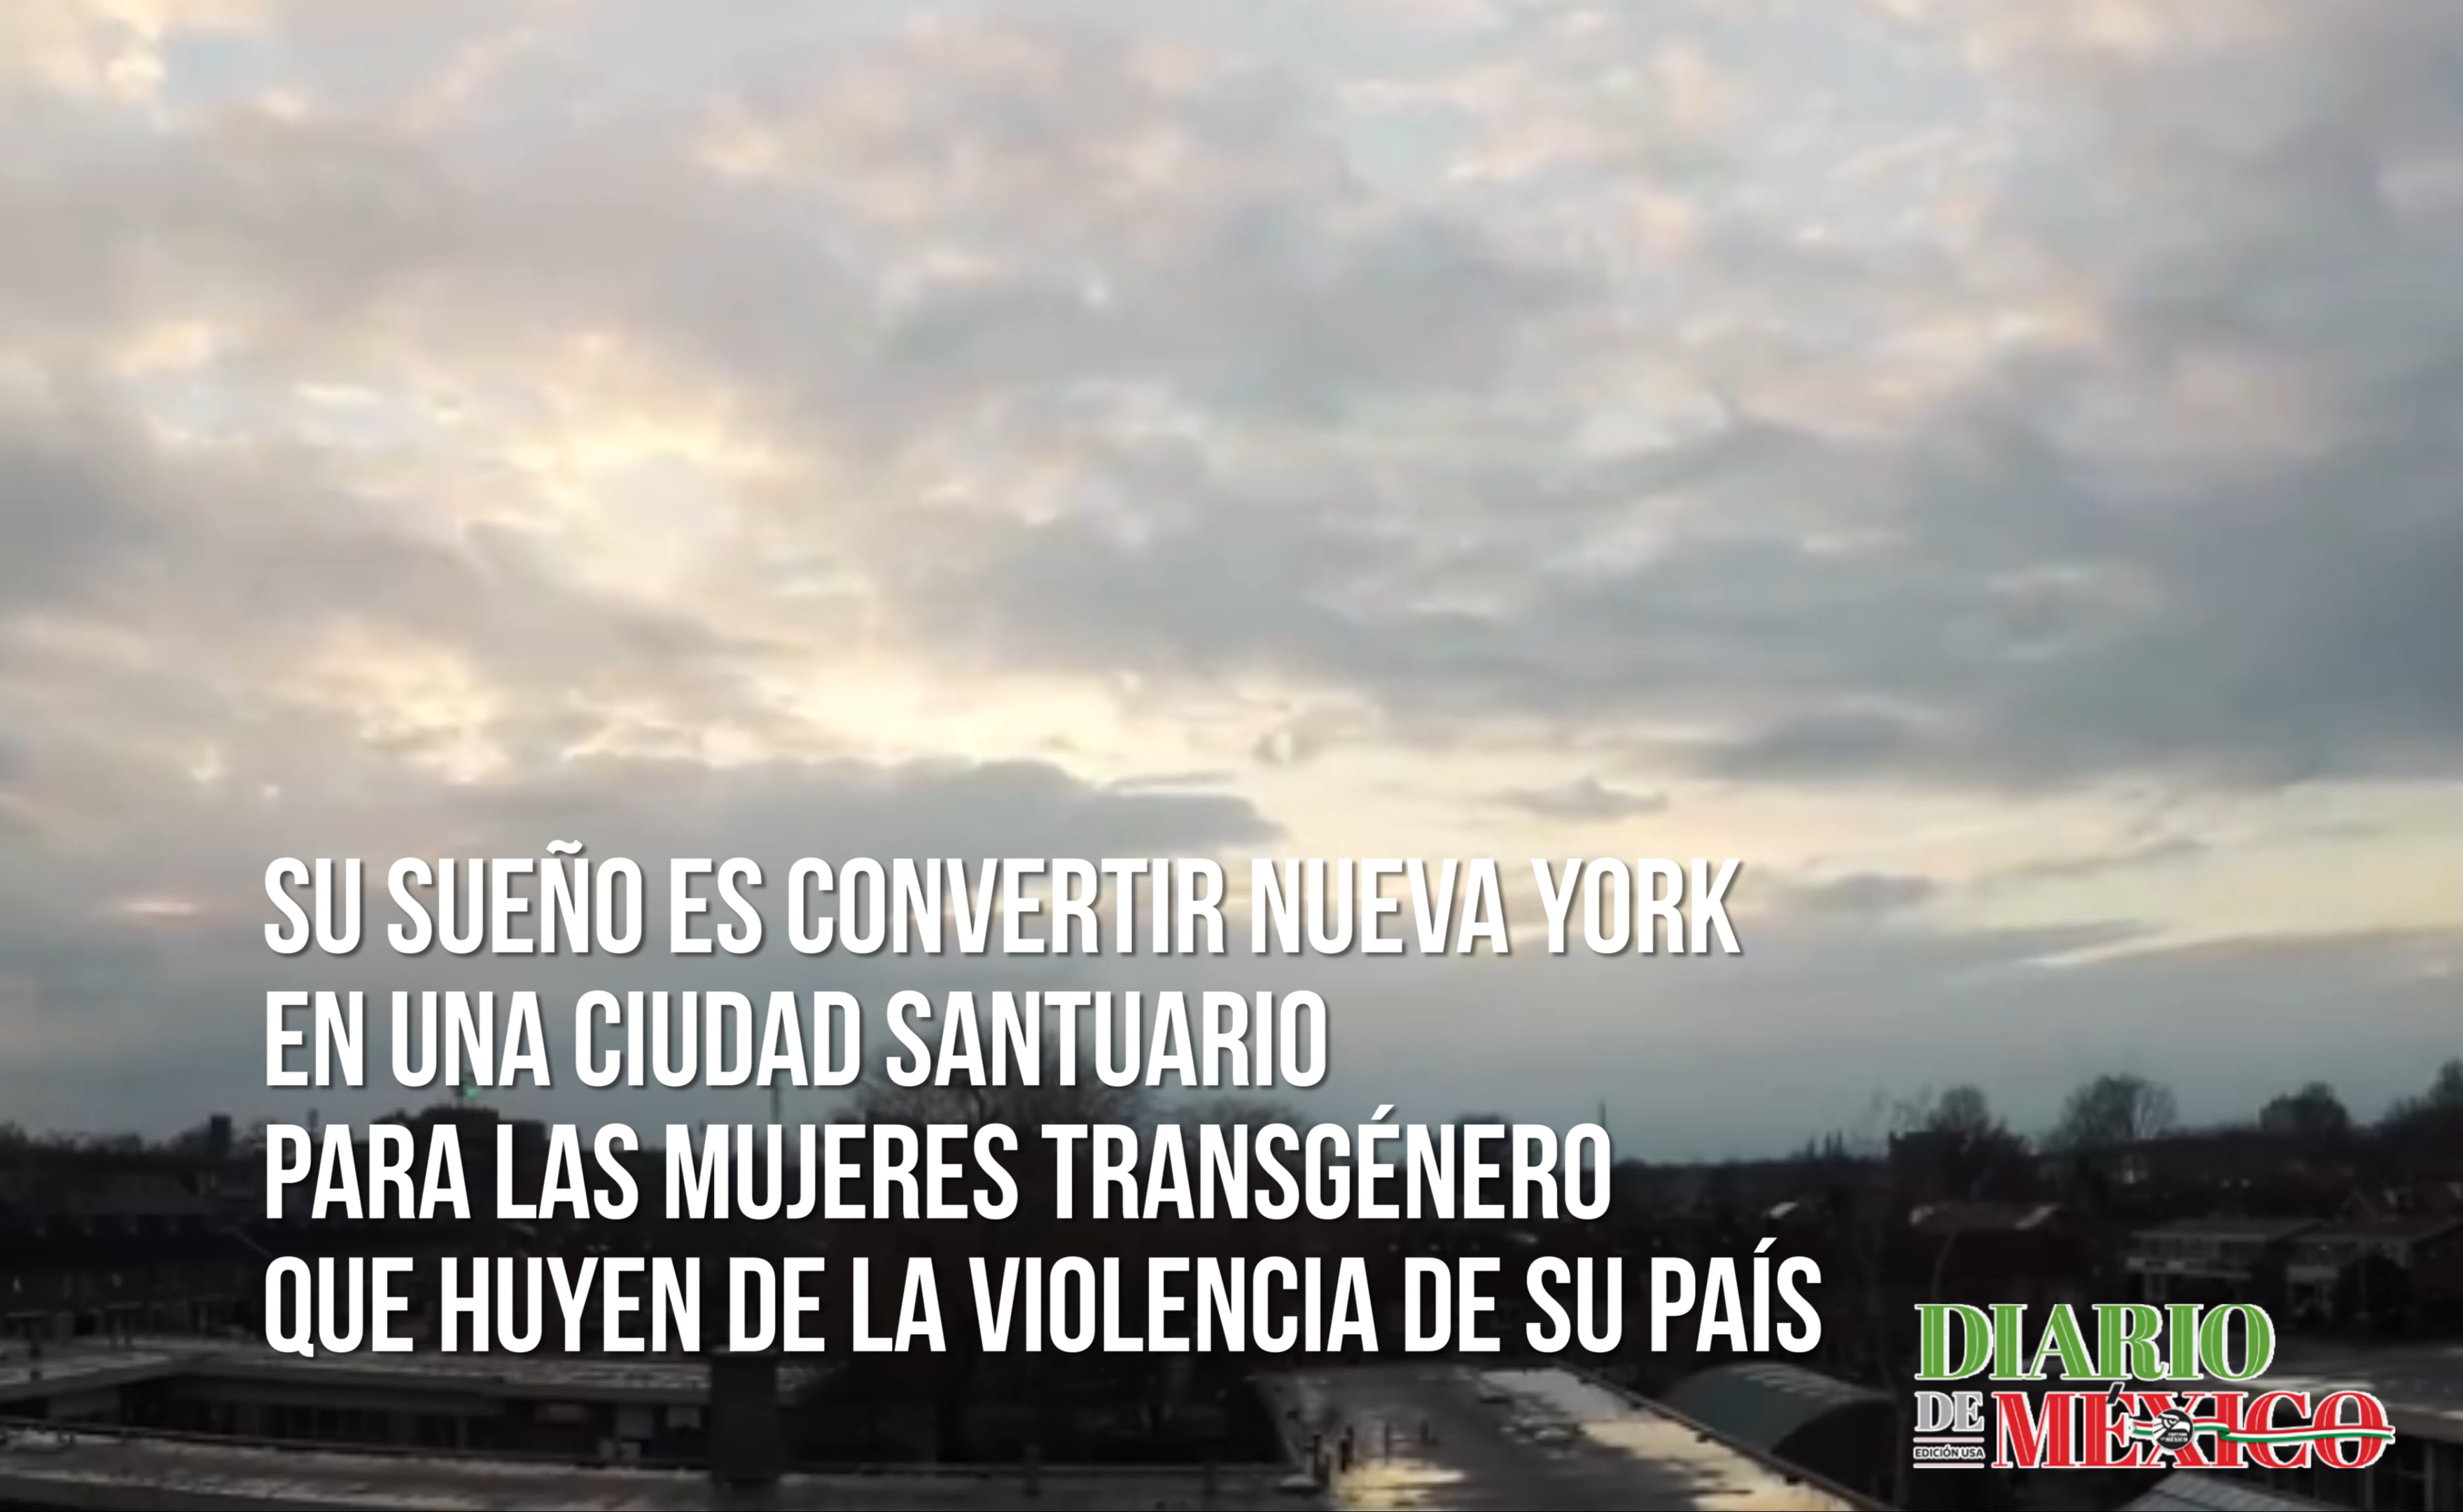 SU SUEÑO ES CONVERTIR NUEVA YORK
EN UNA CIUDAD SANTUARIO
PARA LAS MUJERES TRANSGÉNERO
QUE HUYEN DE LA VIOLENCIA DE SU PAÍS
DIARIO
DE MÉXICO
EDICIÓN USA